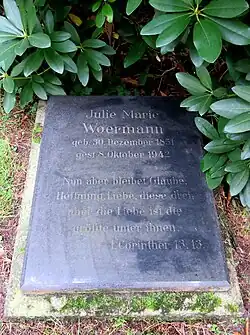 Julie Marie
Woermann
geb. 30. Dezember 1851
gest. 8. Oktober 1942
Nun aber bleibet Glaube,
Hoffnung, Liebe, diese drei,
aber die Liebe ist die
größte unter ihnen.
1. Corinther 13, 13.